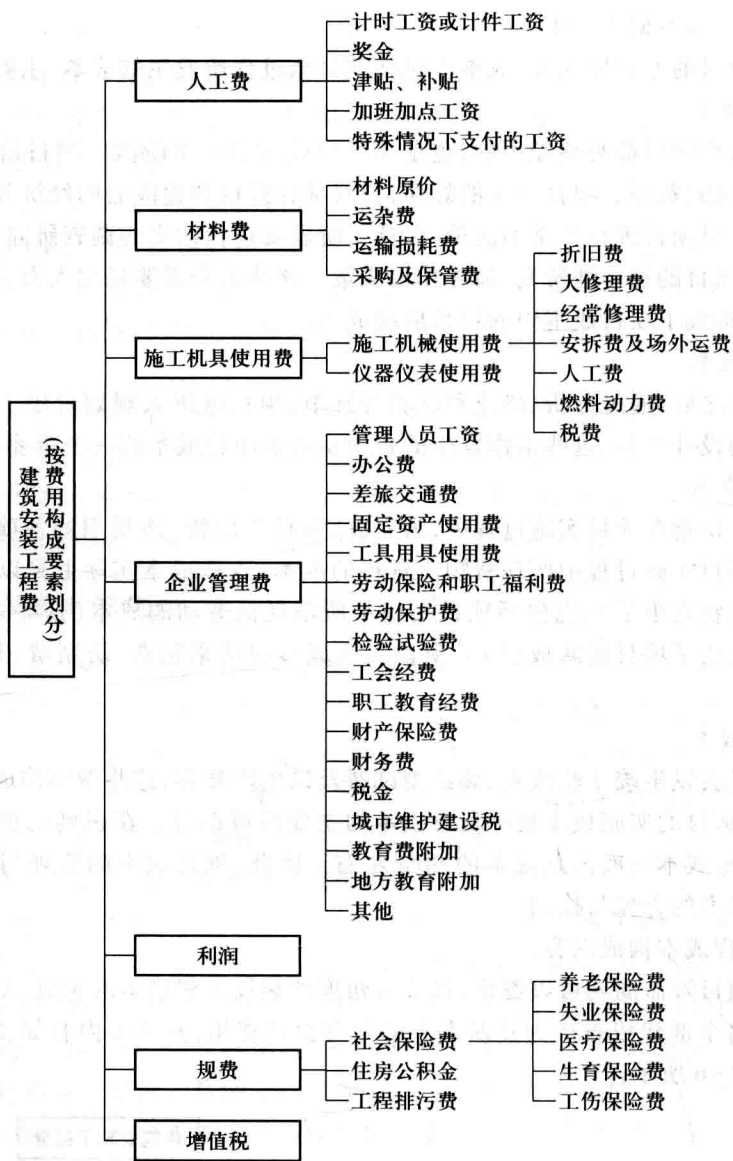 建筑安装工程费
(按费用构成要素划分)
人工费
计时工资或计件工资
奖金
津贴、补贴
加班加点工资
特殊情况下支付的工资
材料费
材料原价
运杂费
运输损耗费
采购及保管费
施工机具使用费
施工机械使用费
仪器仪表使用费
折旧费
大修理费
经常修理费
安拆费及场外运费
人工费
燃料动力费
税费
企业管理费
管理人员工资
办公费
差旅交通费
固定资产使用费
工具用具使用费
劳动保险和职工福利费
劳动保护费
检验试验费
工会经费
职工教育经费
财产保险费
财务费
税金
城市维护建设税
教育费附加
地方教育附加
其他
利润
规费
社会保险费
住房公积金
工程排污费
养老保险费
失业保险费
医疗保险费
生育保险费
工伤保险费
增值税